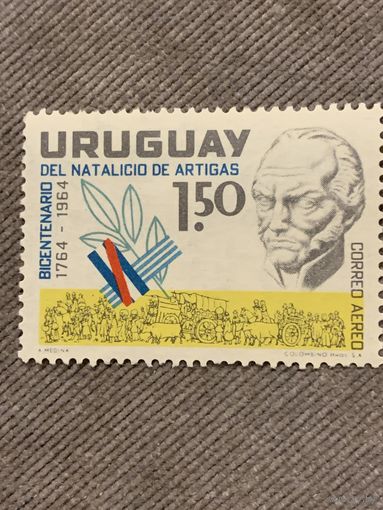 URUGUAY
BICENTENARIO DEL NATALICIO DE ARTIGAS
1764 - 1964
1.50
CORREO AEREO
A. MEDINA
COLOMBINO HNOS S.A.